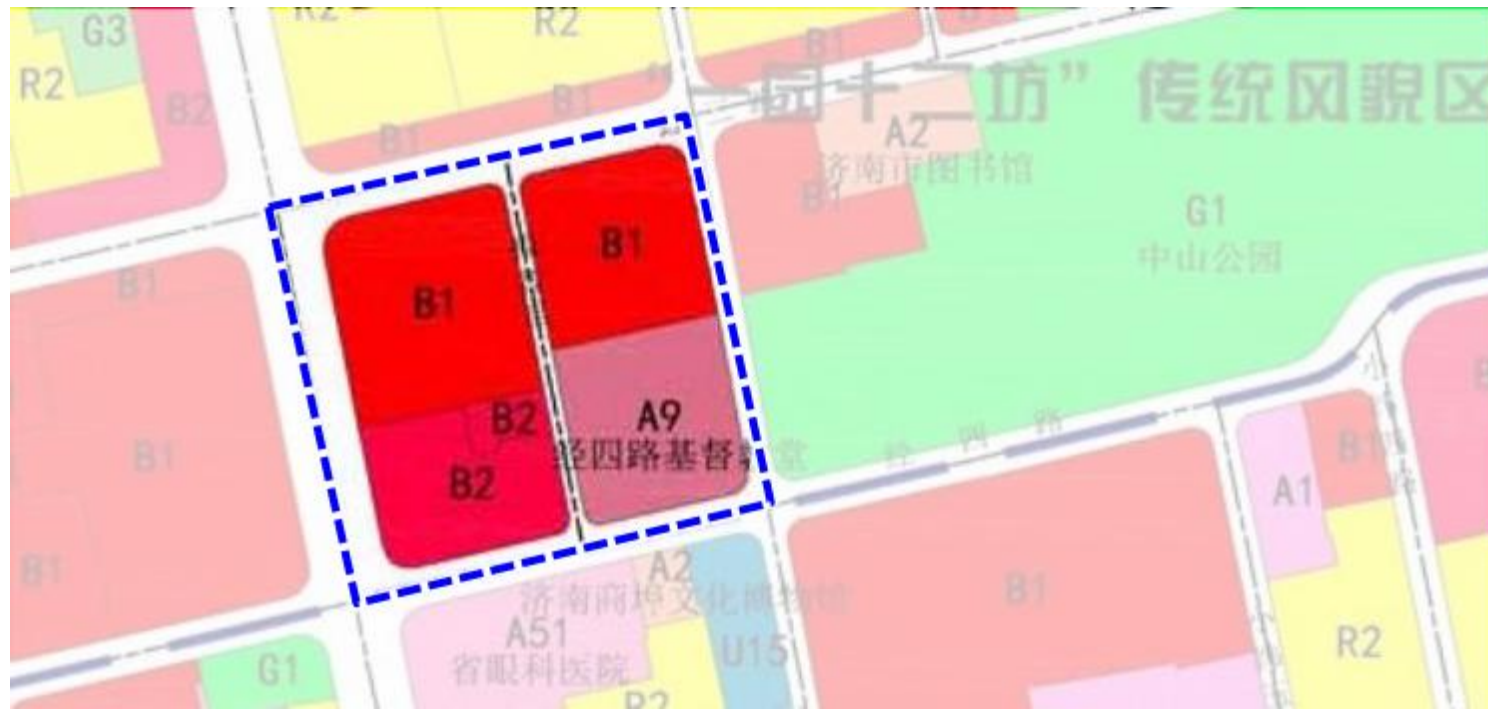 G3
R2
R2
R2
B2
B1
B1
B1
B1
“一园十二坊”传统风貌区
A2
济南市图书馆
B1
G1
中山公园
B1
B1
B1
B1
B1
B2
B2
A9
经四路基督教堂
经四路
A1
B1
A2
济南商埠文化博物馆
A51
省眼科医院
U15
B1
R2
G1
R2